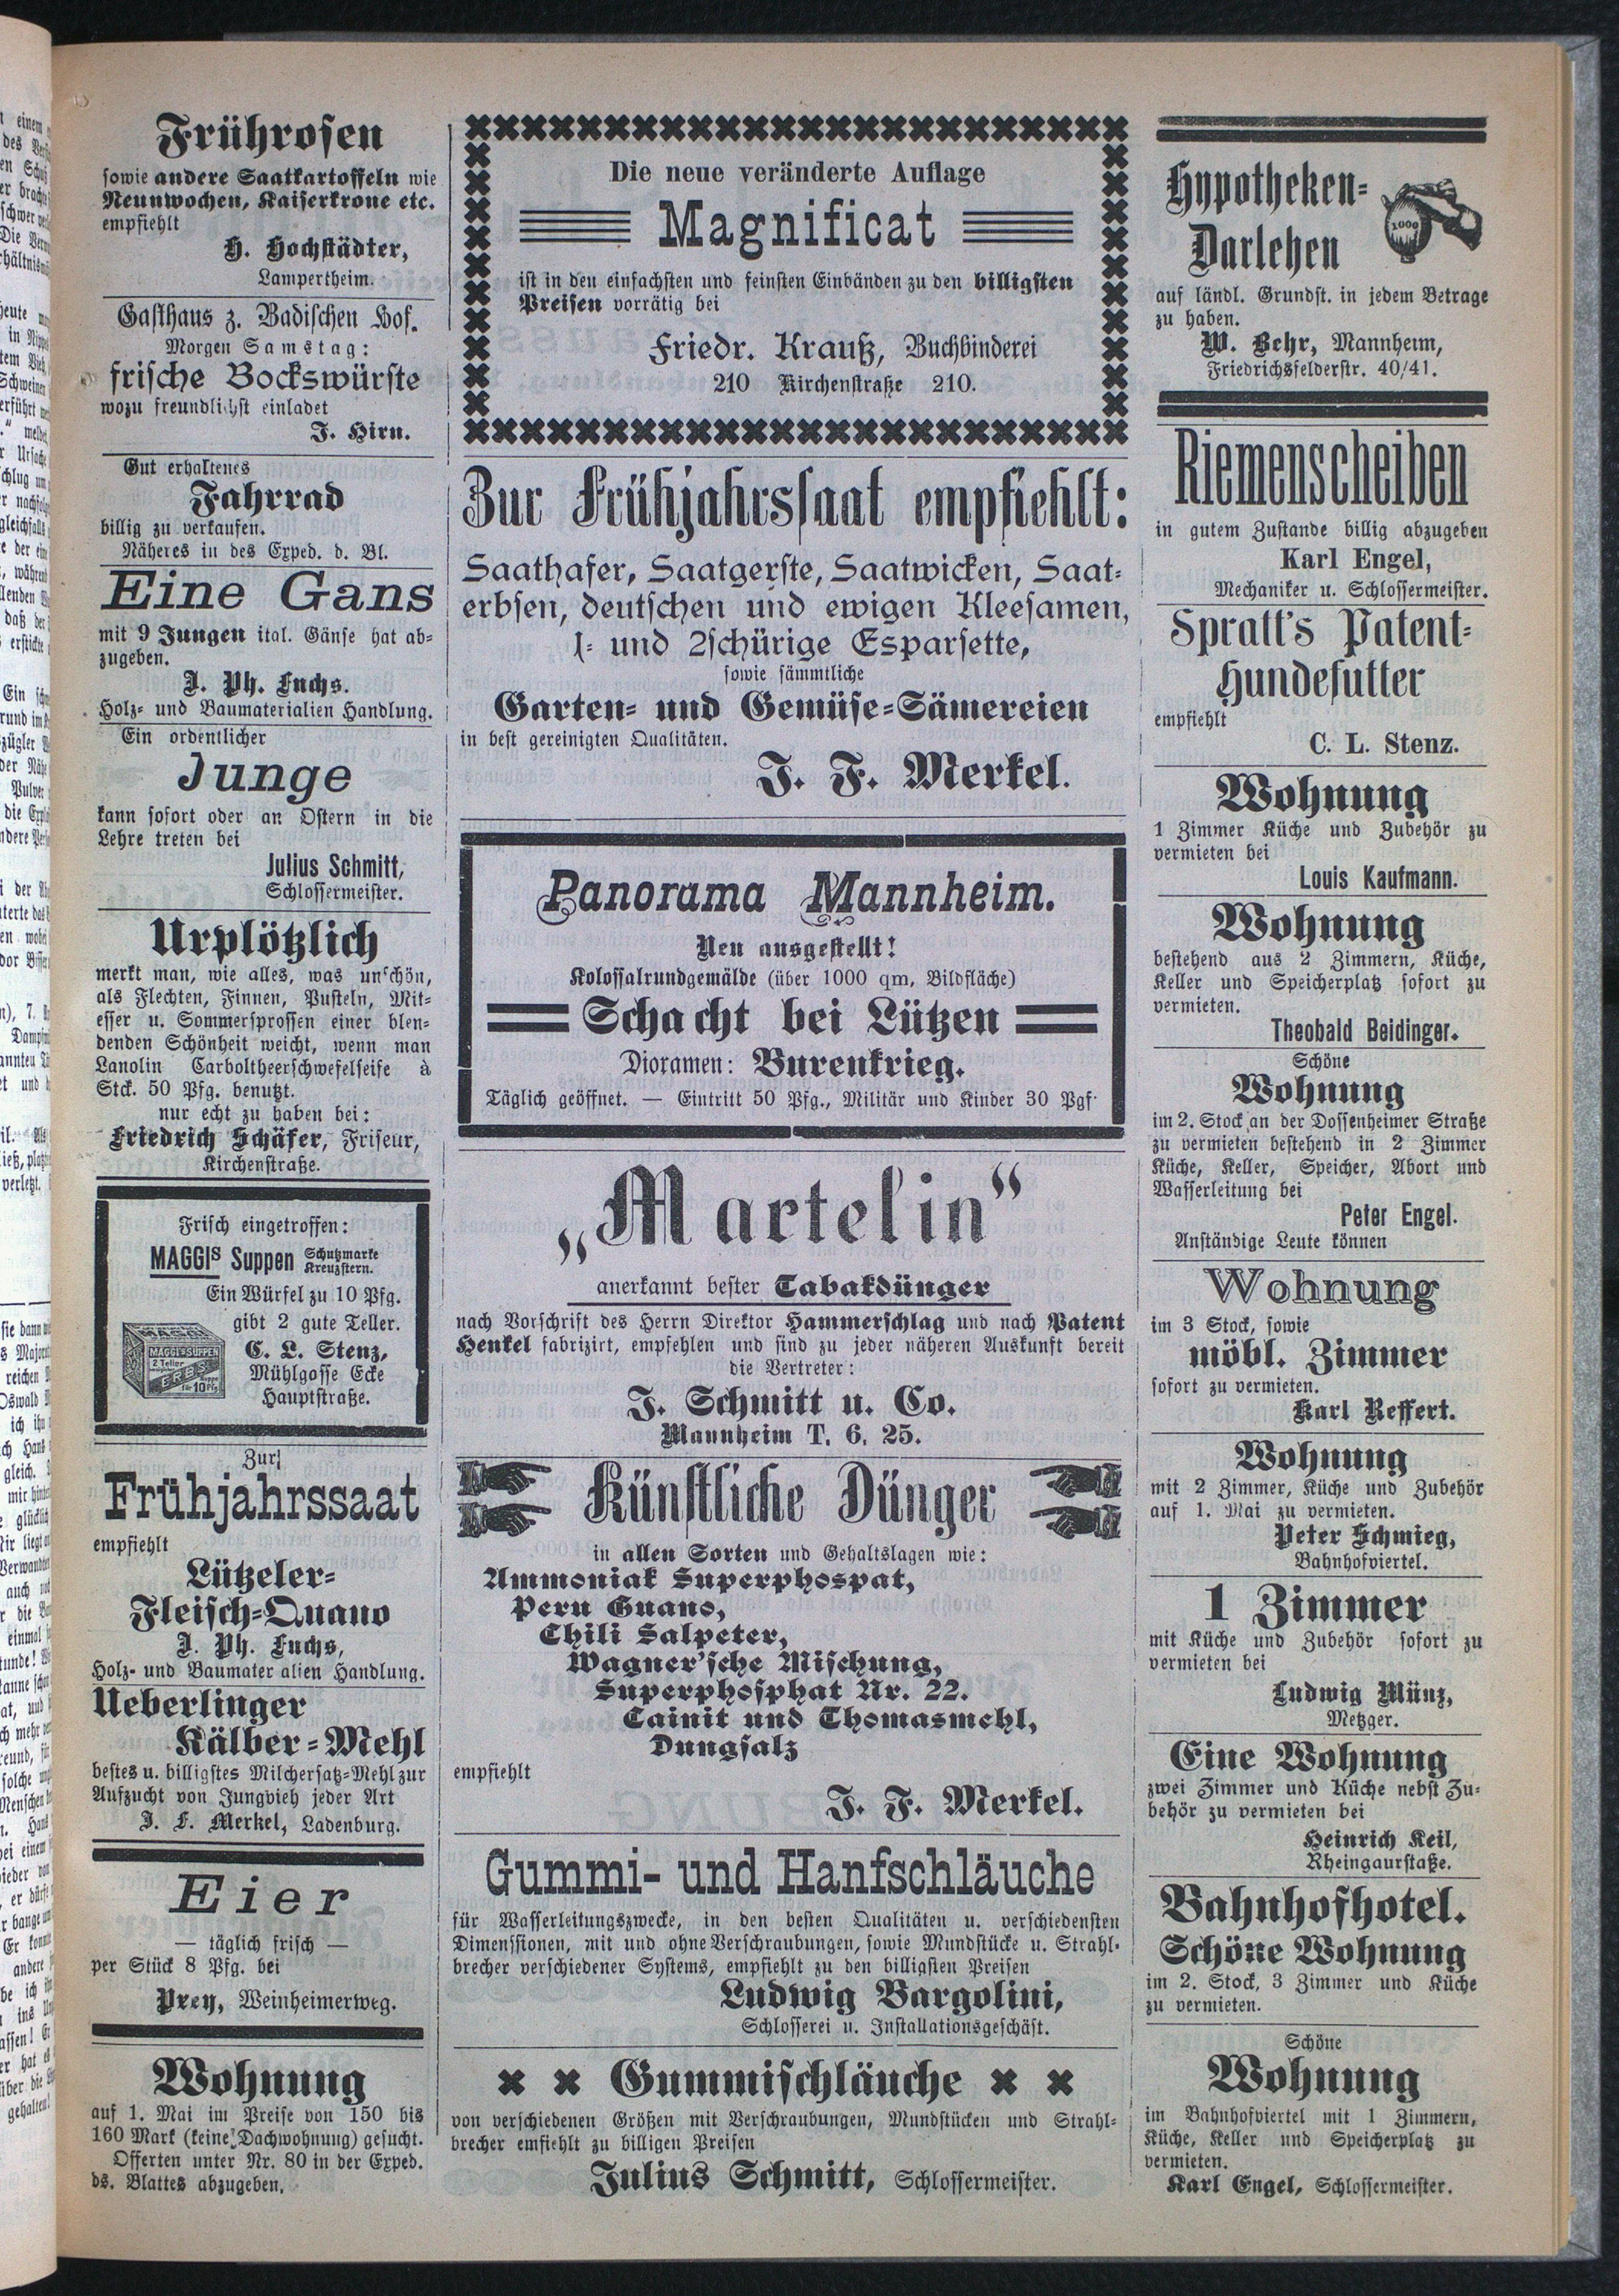 Frührosen
sowie andere Saatkartoffeln wie
Neunwochen, Kaiserkrone etc.
empfiehlt
H. Hochstädter,
Lampertheim.
Gasthaus z. Badischen Hof.
Morgen Samstag:
frische Bockswürste
wozu freundlichst einladet
J. Hirn.
Gut erhaltenes
Fahrrad
billig zu verkaufen.
Näheres in des Exped. d. Bl.
Eine Gans
mit 9 Jungen ital. Gänse hat ab-
zugeben.
J. Ph. Fuchs.
Holz- und Baumaterialien Handlung.
Ein ordentlicher
Junge
kann sofort oder an Ostern in die
Lehre treten bei
Julius Schmitt,
Schlossermeister.
Urplötzlich
merkt man, wie alles, was unschön,
als Flechten, Finnen, Pusteln, Mit-
esser u. Sommersprossen einer blen-
denden Schönheit weicht, wenn man
Lanolin Carboltheerschwefelseife à
Stck. 50 Pfg. benutzt.
nur echt zu haben bei:
Friedrich Schäfer, Friseur,
Kirchenstraße.
Frisch eingetroffen:
MAGGIs Suppen Schutzmarke
Kreuzstern.
Ein Würfel zu 10 Pfg.
gibt 2 gute Teller.
C. L. Stenz,
Mühlgasse Ecke
Hauptstraße.
MAGGI
MAGGI-SUPPEN
2 Teller
ERBS
für 10 Pfg
Zur
Frühjahrssaat
empfiehlt
Lützeler-
Fleisch-Quano
J. Ph. Fuchs,
Holz- und Baumater alien Handlung.
Ueberlinger
Kälber-Mehl
bestes u. billigstes Milchersatz-Mehl zur
Aufzucht von Jungvieh jeder Art
J. F. Merkel, Ladenburg.
Eier
— täglich frisch —
per Stück 8 Pfg. bei
Prey, Weinheimerweg.
Wohnung
auf 1. Mai im Preise von 150 bis
160 Mark (keine Dachwohnung) gesucht.
Offerten unter Nr. 80 in der Exped.
ds. Blattes abzugeben.
Die neue veränderte Auflage
Magnificat
ist in den einfachsten und feinsten Einbänden zu den billigsten
Preisen vorrätig bei
Friedr. Krauß, Buchbinderei
210 Kirchenstraße 210.
Zur Frühjahrssaat empfiehlt:
Saathafer, Saatgerste, Saatwicken, Saat-
erbsen, deutschen und ewigen Kleesamen,
1- und 2schürige Esparsette,
sowie sämmtliche
Garten- und Gemüse-Sämereien
in best gereinigten Qualitäten.
J. F. Merkel.
Panorama Mannheim.
Neu ausgestellt!
Kolossalrundgemälde (über 1000 qm, Bildfläche)
Schacht bei Lützen
Dioramen: Burenkrieg.
Täglich geöffnet. — Eintritt 50 Pfg., Militär und Kinder 30 Pgf.
„Martelin“
anerkannt bester Tabakdünger
nach Vorschrift des Herrn Direktor Hammerschlag und nach Patent
Henkel fabrizirt, empfehlen und sind zu jeder näheren Auskunft bereit
die Vertreter:
J. Schmitt u. Co.
Mannheim T. 6, 25.
Künstliche Dünger
in allen Sorten und Gehaltslagen wie:
Ammoniak Superphospat,
Peru Guano,
Chili Salpeter,
Wagner'sche Mischung,
Superphosphat Nr. 22.
Cainit und Thomasmehl,
Dungsalz
empfiehlt
J. F. Merkel.
Gummi- und Hanfschläuche
für Wasserleitungszwecke, in den besten Qualitäten u. verschiedensten
Dimenssionen, mit und ohne Verschraubungen, sowie Mundstücke u. Strahl-
brecher verschiedener Systems, empfiehlt zu den billigsten Preisen
Ludwig Bargolini,
Schlosserei u. Installationsgeschäft.
Gummischläuche
von verschiedenen Größen mit Verschraubungen, Mundstücken und Strahl-
brecher emfiehlt zu billigen Preisen
Julius Schmitt, Schlossermeister.
Hypotheken-
Darlehen
1000
auf ländl. Grundst. in jedem Betrage
zu haben.
W. Behr, Mannheim,
Friedrichsfelderstr. 40/41.
Riemenscheiben
in gutem Zustande billig abzugeben
Karl Engel,
Mechaniker u. Schlossermeister.
Spratt's Patent-
Hundefutter
empfiehlt
C. L. Stenz.
Wohnung
1 Zimmer Küche und Zubehör zu
vermieten bei
Louis Kaufmann.
Wohnung
bestehend aus 2 Zimmern, Küche,
Keller und Speicherplatz sofort zu
vermieten.
Theobald Beidinger.
Schöne
Wohnung
im 2. Stock an der Dossenheimer Straße
zu vermieten bestehend in 2 Zimmer
Küche, Keller, Speicher, Abort und
Wasserleitung bei
Peter Engel.
Anständige Leute können
Wohnung
im 3 Stock, sowie
möbl. Zimmer
sofort zu vermieten.
Karl Reffert.
Wohnung
mit 2 Zimmer, Küche und Zubehör
auf 1. Mai zu vermieten.
Peter Schmieg,
Bahnhofviertel.
1 Zimmer
mit Küche und Zubehör sofort zu
vermieten bei
Ludwig Münz,
Metzger.
Eine Wohnung
zwei Zimmer und Küche nebst Zu-
behör zu vermieten bei
Heinrich Keil,
Rheingaurstaße.
Bahnhofhotel.
Schöne Wohnung
im 2. Stock, 3 Zimmer und Küche
zu vermieten.
Schöne
Wohnung
im Bahnhofviertel mit 1 Zimmern,
Küche, Keller und Speicherplatz zu
vermieten.
Karl Engel, Schlossermeister.